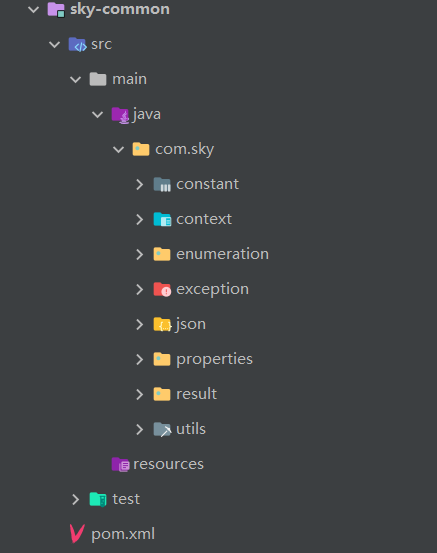 sky-common
src
main
java
com.sky
constant
context
enumeration
exception
json
properties
result
utils
resources
test
pom.xml